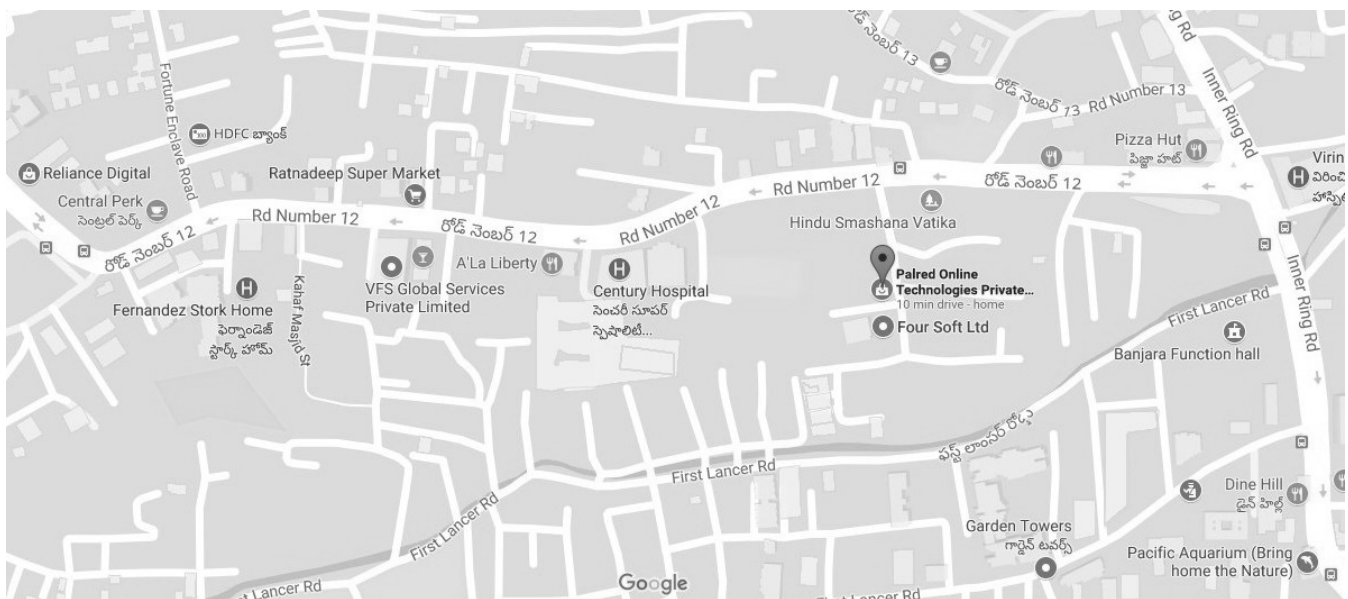 ng Rd
నెంబర్ 13
Fortune Enclave Road
రోడ్ నెంబర్ 13
Rd Number 13
Inner Ring Rd
HDFC బ్యాంక్
Pizza Hut
పిజ్జా హట్
Virin
విరించి
హాస్పిట
Reliance Digital
Ratnadeep Super Market
Rd Number 12
రోడ్ నెంబర్ 12
Central Perk
సెంట్రల్ పెర్క్
Rd Number 12
Rd Number 12
Hindu Smashana Vatika
రోడ్ నెంబర్ 12
రోడ్ నెంబర్ 12
A'La Liberty
Palred Online
Technologies Private...
10 min drive - home
Four Soft Ltd
VFS Global Services
Private Limited
Century Hospital
సెంచరీ సూపర్
స్పెషాలిటీ...
Fernandez Stork Home
ఫెర్నాండెజ్
స్టార్క్ హోమ్
Kahaf Masjid St
First Lancer Rd
Inner Ring Rd
Banjara Function hall
ఫస్ట్ లాంసర్ రోడ్డు
First Lancer Rd
First Lancer Rd
Dine Hill
డైన్ హిల్ల్
Garden Towers
గార్డెన్ టవర్స్
Pacific Aquarium (Bring
home the Nature)
Google
t Lancer Rd